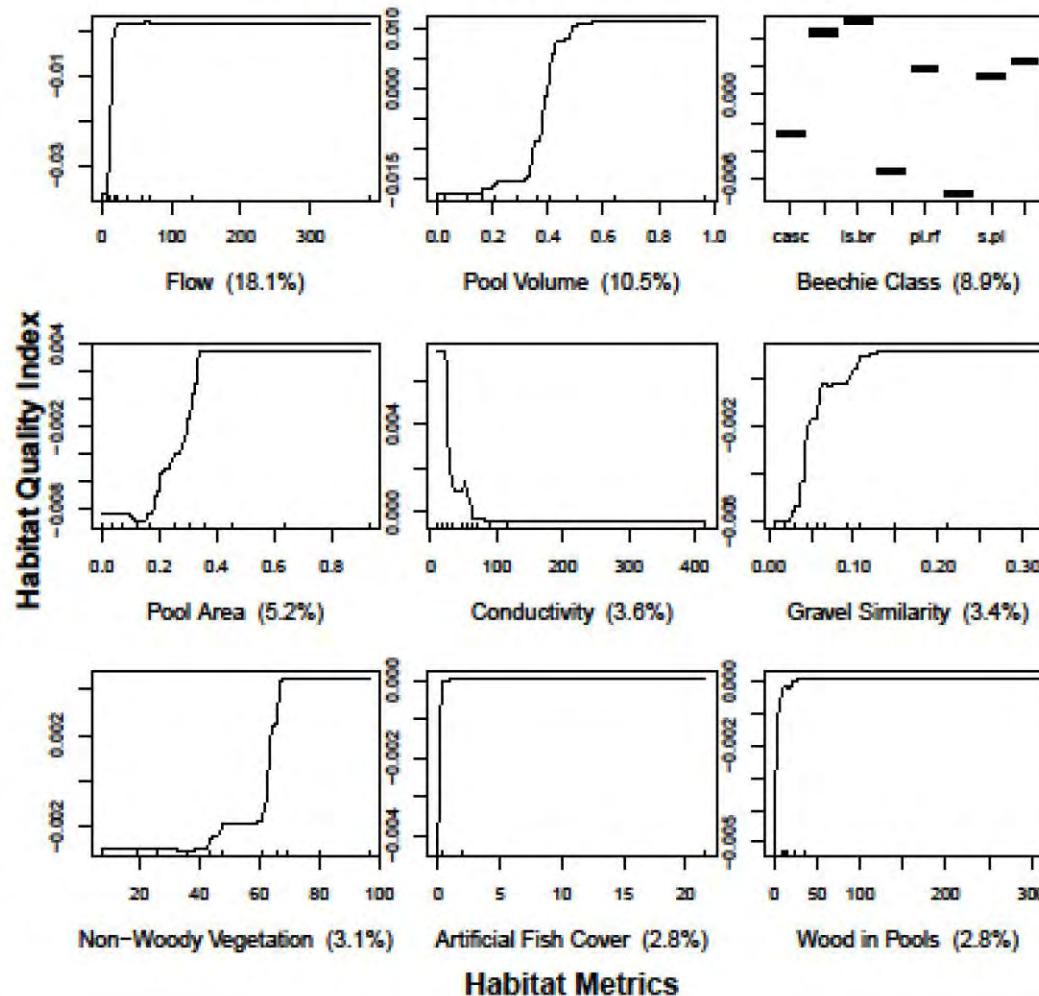 −0.01
−0.03
0 100 200 300
Flow (18.1%)
0.010
0.000
−0.015
0.0 0.2 0.4 0.6 0.8 1.0
Pool Volume (10.5%)
0.000
−0.006
casc ls.br pl.rf s.pl
Beechie Class (8.9%)
Habitat Quality Index
0.004
−0.002
−0.008
0.0 0.2 0.4 0.6 0.8
Pool Area (5.2%)
0.004
0.000
0 100 200 300 400
Conductivity (3.6%)
−0.002
0.00 0.10 0.20 0.30
Gravel Similarity (3.4%)
0.002
−0.002
20 40 60 80 100
Non−Woody Vegetation (3.1%)
0.000
−0.002
−0.004
0 5 10 15 20
Artificial Fish Cover (2.8%)
0.000
−0.002
0 50 100 200 300
Wood in Pools (2.8%)
Habitat Metrics